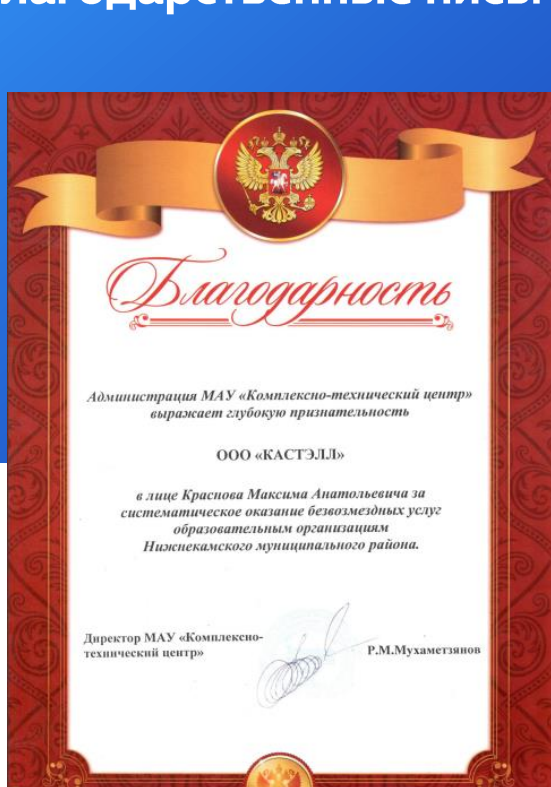 Благодарность
Администрация МАУ «Комплексно-технический центр»
выражает глубокую признательность
ООО «КАСТЭЛЛ»
в лице Краснова Максима Анатольевича за
систематическое оказание безвозмездных услуг
образовательным организациям
Нижнекамского муниципального района.
Директор МАУ «Комплексно-
технический центр»
Р.М.Мухаметзянов